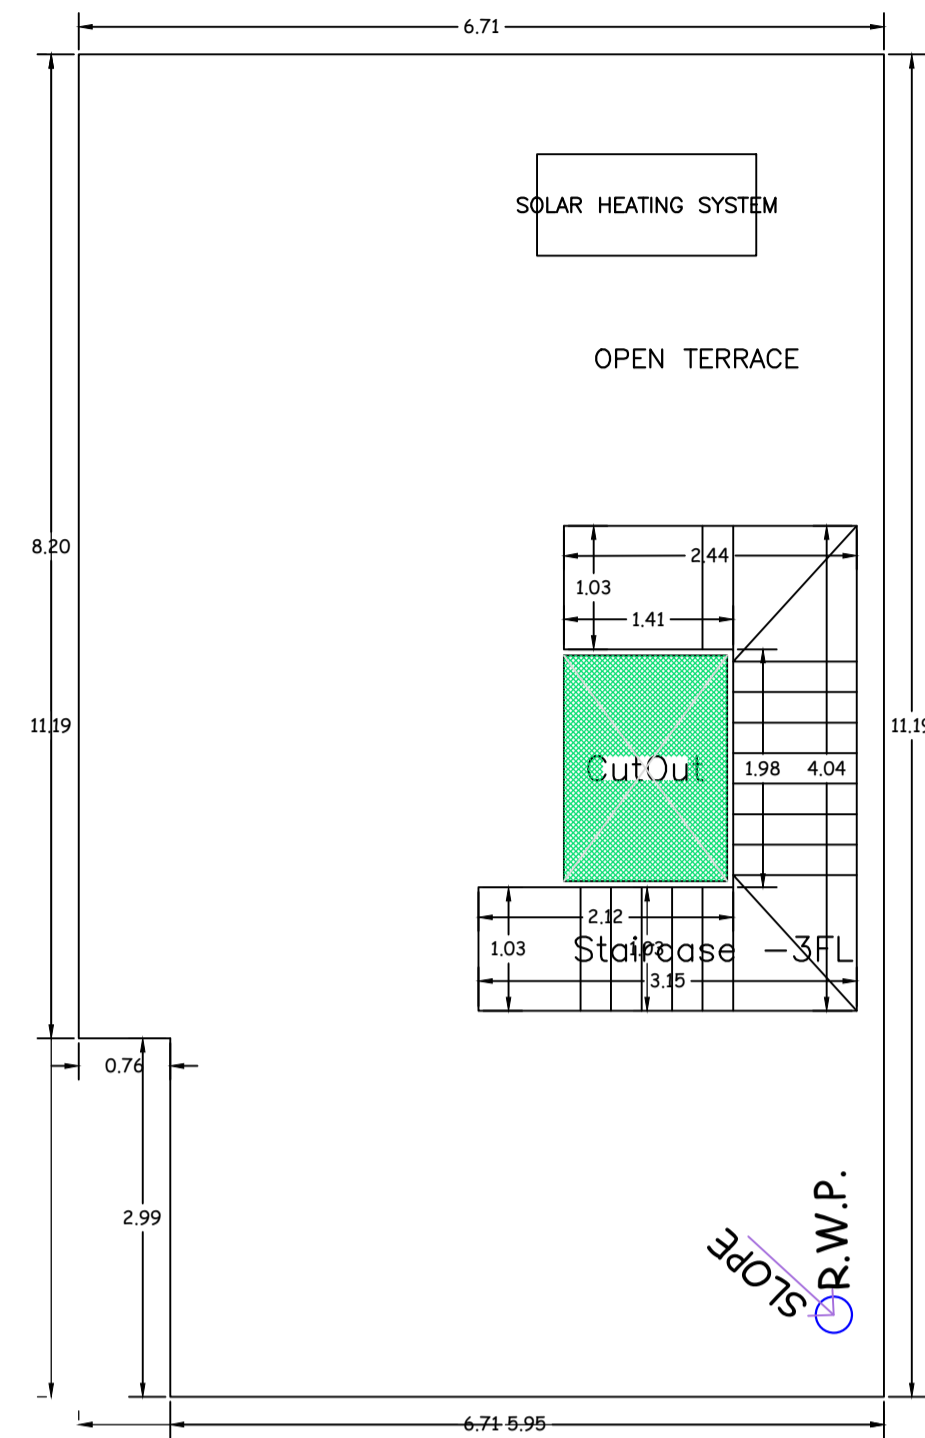 6.71
SOLAR HEATING SYSTEM
OPEN TERRACE
8.20
2.44
1.03
1.41
11.19
11.19
CutOut
1.98
4.04
2.12
1.03
1.03
Staircase -3FL
3.15
0.76
2.99
R.W.P.
SLOPE
6.71
5.95